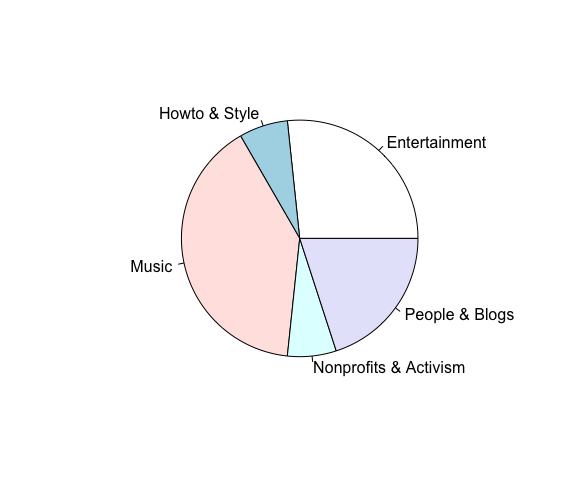 Howto & Style
Entertainment
Music
People & Blogs
Nonprofits & Activism